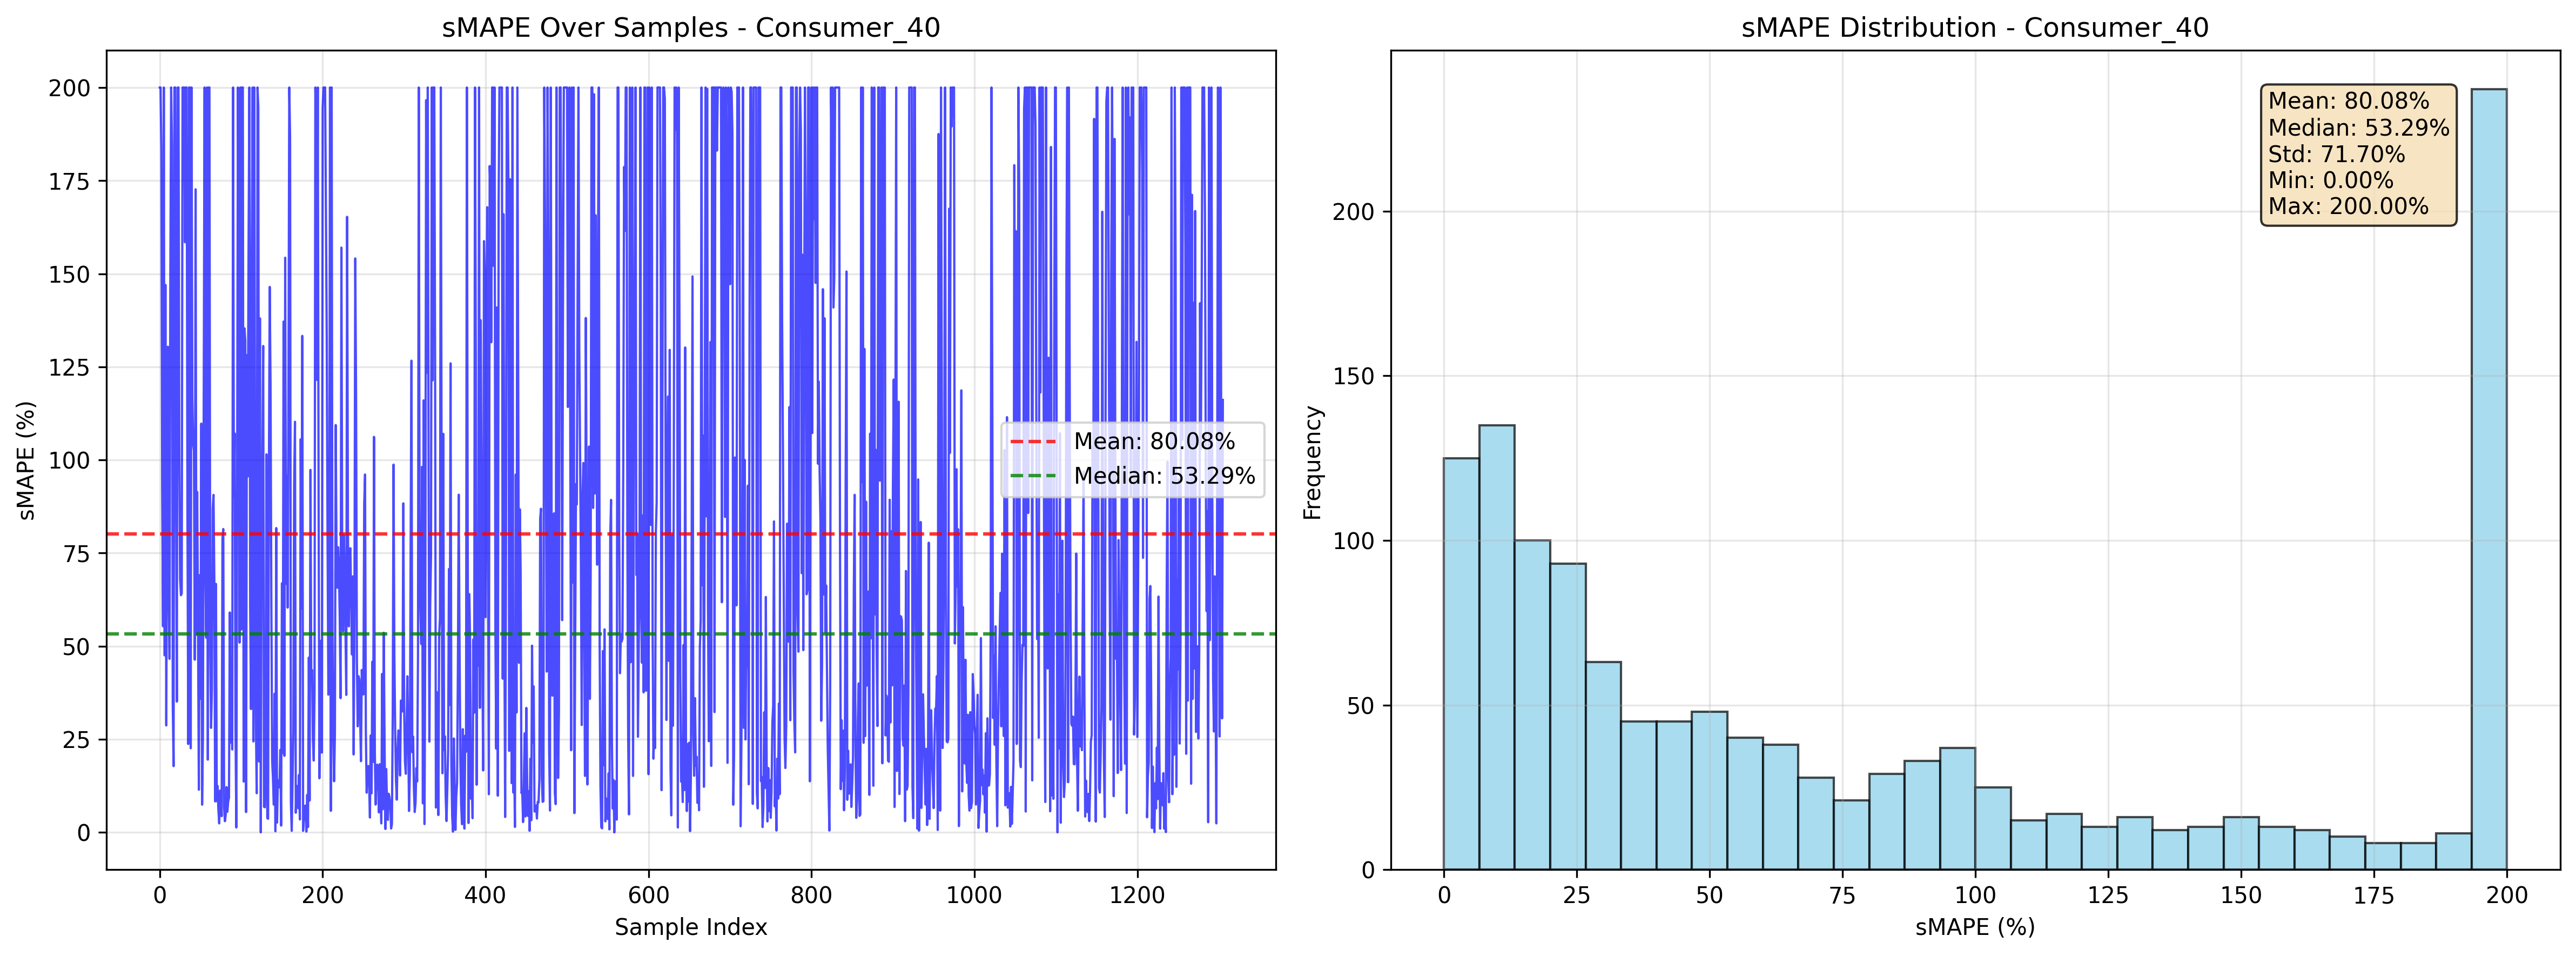 sMAPE Over Samples - Consumer_40
200
175
150
125
100
75
50
25
0
sMAPE (%)
Mean: 80.08%
Median: 53.29%
0
200
400
600
800
1000
1200
Sample Index
sMAPE Distribution - Consumer_40
Mean: 80.08%
Median: 53.29%
Std: 71.70%
Min: 0.00%
Max: 200.00%
200
150
100
50
0
Frequency
0
25
50
75
100
125
150
175
200
sMAPE (%)